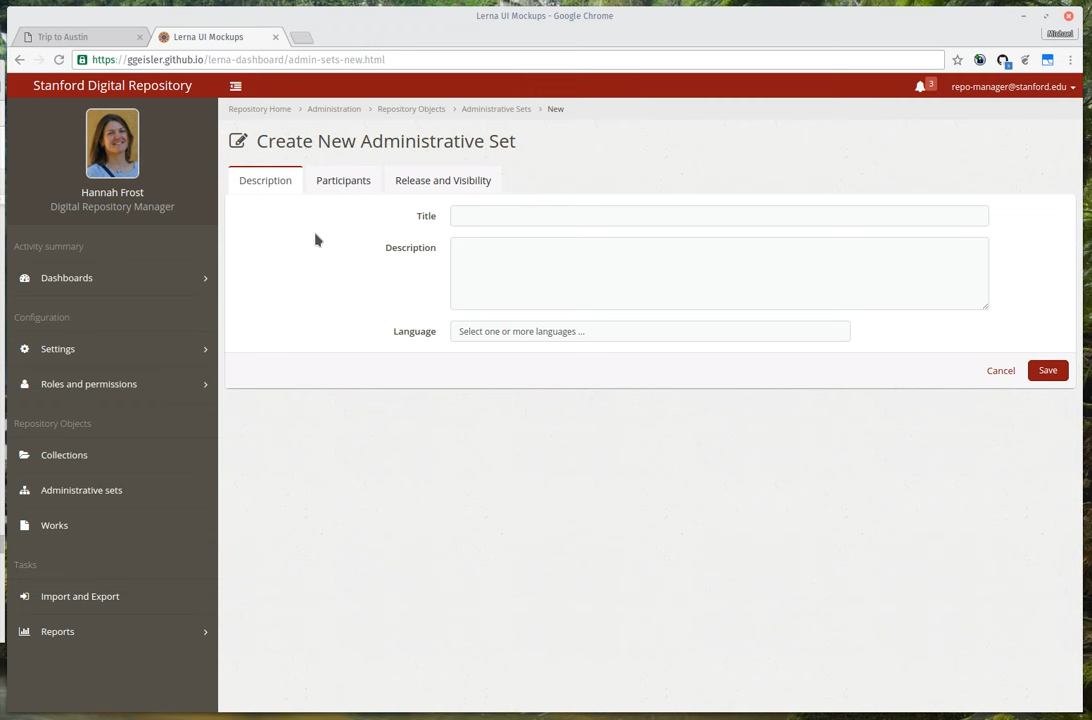 Lerna UI Mockups - Google Chrome
Trip to Austin
Lerna UI Mockups
Michael
https://ggeisler.github.io/lerna-dashboard/admin-sets-new.html
Stanford Digital Repository
3
repo-manager@stanford.edu
Repository Home > Administration > Repository Objects > Administrative Sets > New
Create New Administrative Set
Description
Participants
Release and Visibility
Hannah Frost
Digital Repository Manager
Title
Description
Language
Select one or more languages ...
Cancel
Save
Activity summary
Dashboards
Configuration
Settings
Roles and permissions
Repository Objects
Collections
Administrative sets
Works
Tasks
Import and Export
Reports